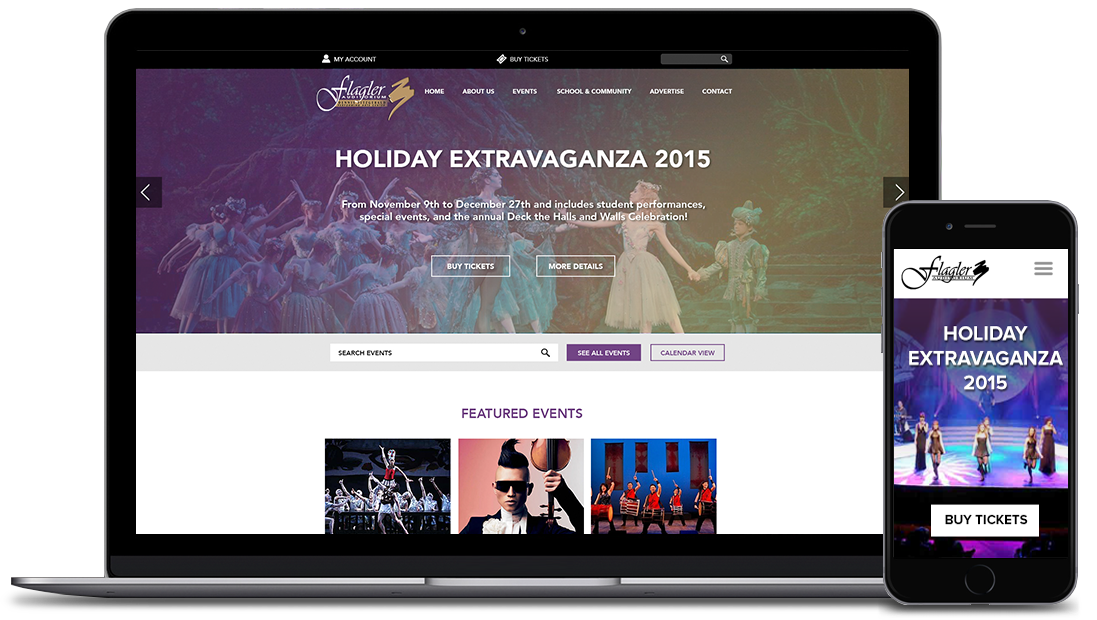 MY ACCOUNT
BUY TICKETS
Flagler
AUDITORIUM
HOME
ABOUT US
EVENTS
SCHOOL & COMMUNITY
ADVERTISE
CONTACT
HOLIDAY EXTRAVAGANZA 2015
From November 9th to December 27th and includes student performances,
special events, and the annual Deck the Halls and Walls Celebration!
BUY TICKETS
MORE DETAILS
SEARCH EVENTS
SEE ALL EVENTS
CALENDAR VIEW
FEATURED EVENTS
Flagler
HOLIDAY
EXTRAVAGANZA
2015
BUY TICKETS